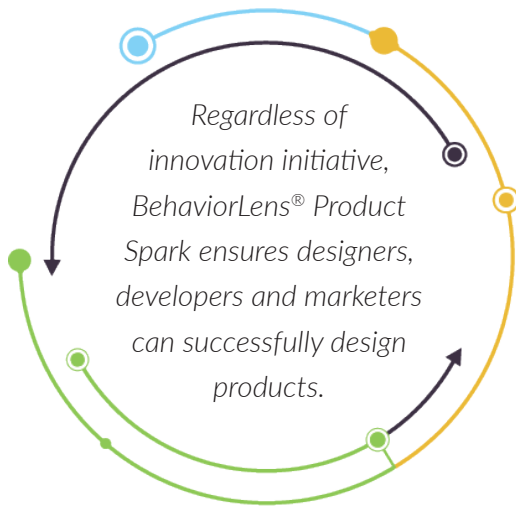 Regardless of
innovation initiative,
BehaviorLens® Product
Spark ensures designers,
developers and marketers
can successfully design
products.